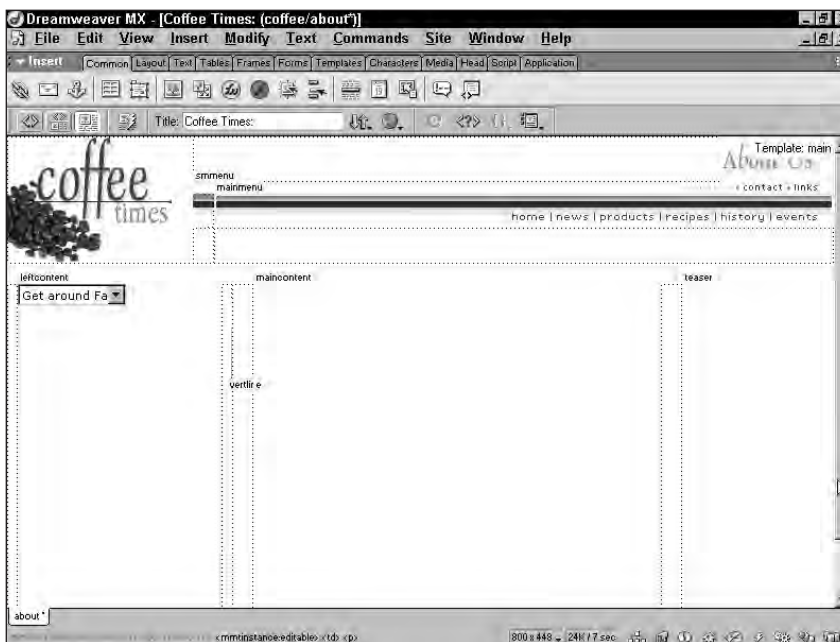 Dreamweaver MX - [Coffee Times: (coffee/about*)]
File Edit View Insert Modify Text Commands Site Window Help
Insert Common Layout Text Tables Frames Forms Templates Characters Media Head Script Application
Title: Coffee Times:
Template: main
About Us
coffee
times
smmenu
mainmenu
contact links
home | news | products | recipes | history | events
leftcontent maincontent teaser
Get around Fa
vertline
about*
<mmtinstance:editable> <td> <p> 800 x 448 24K / 7 sec